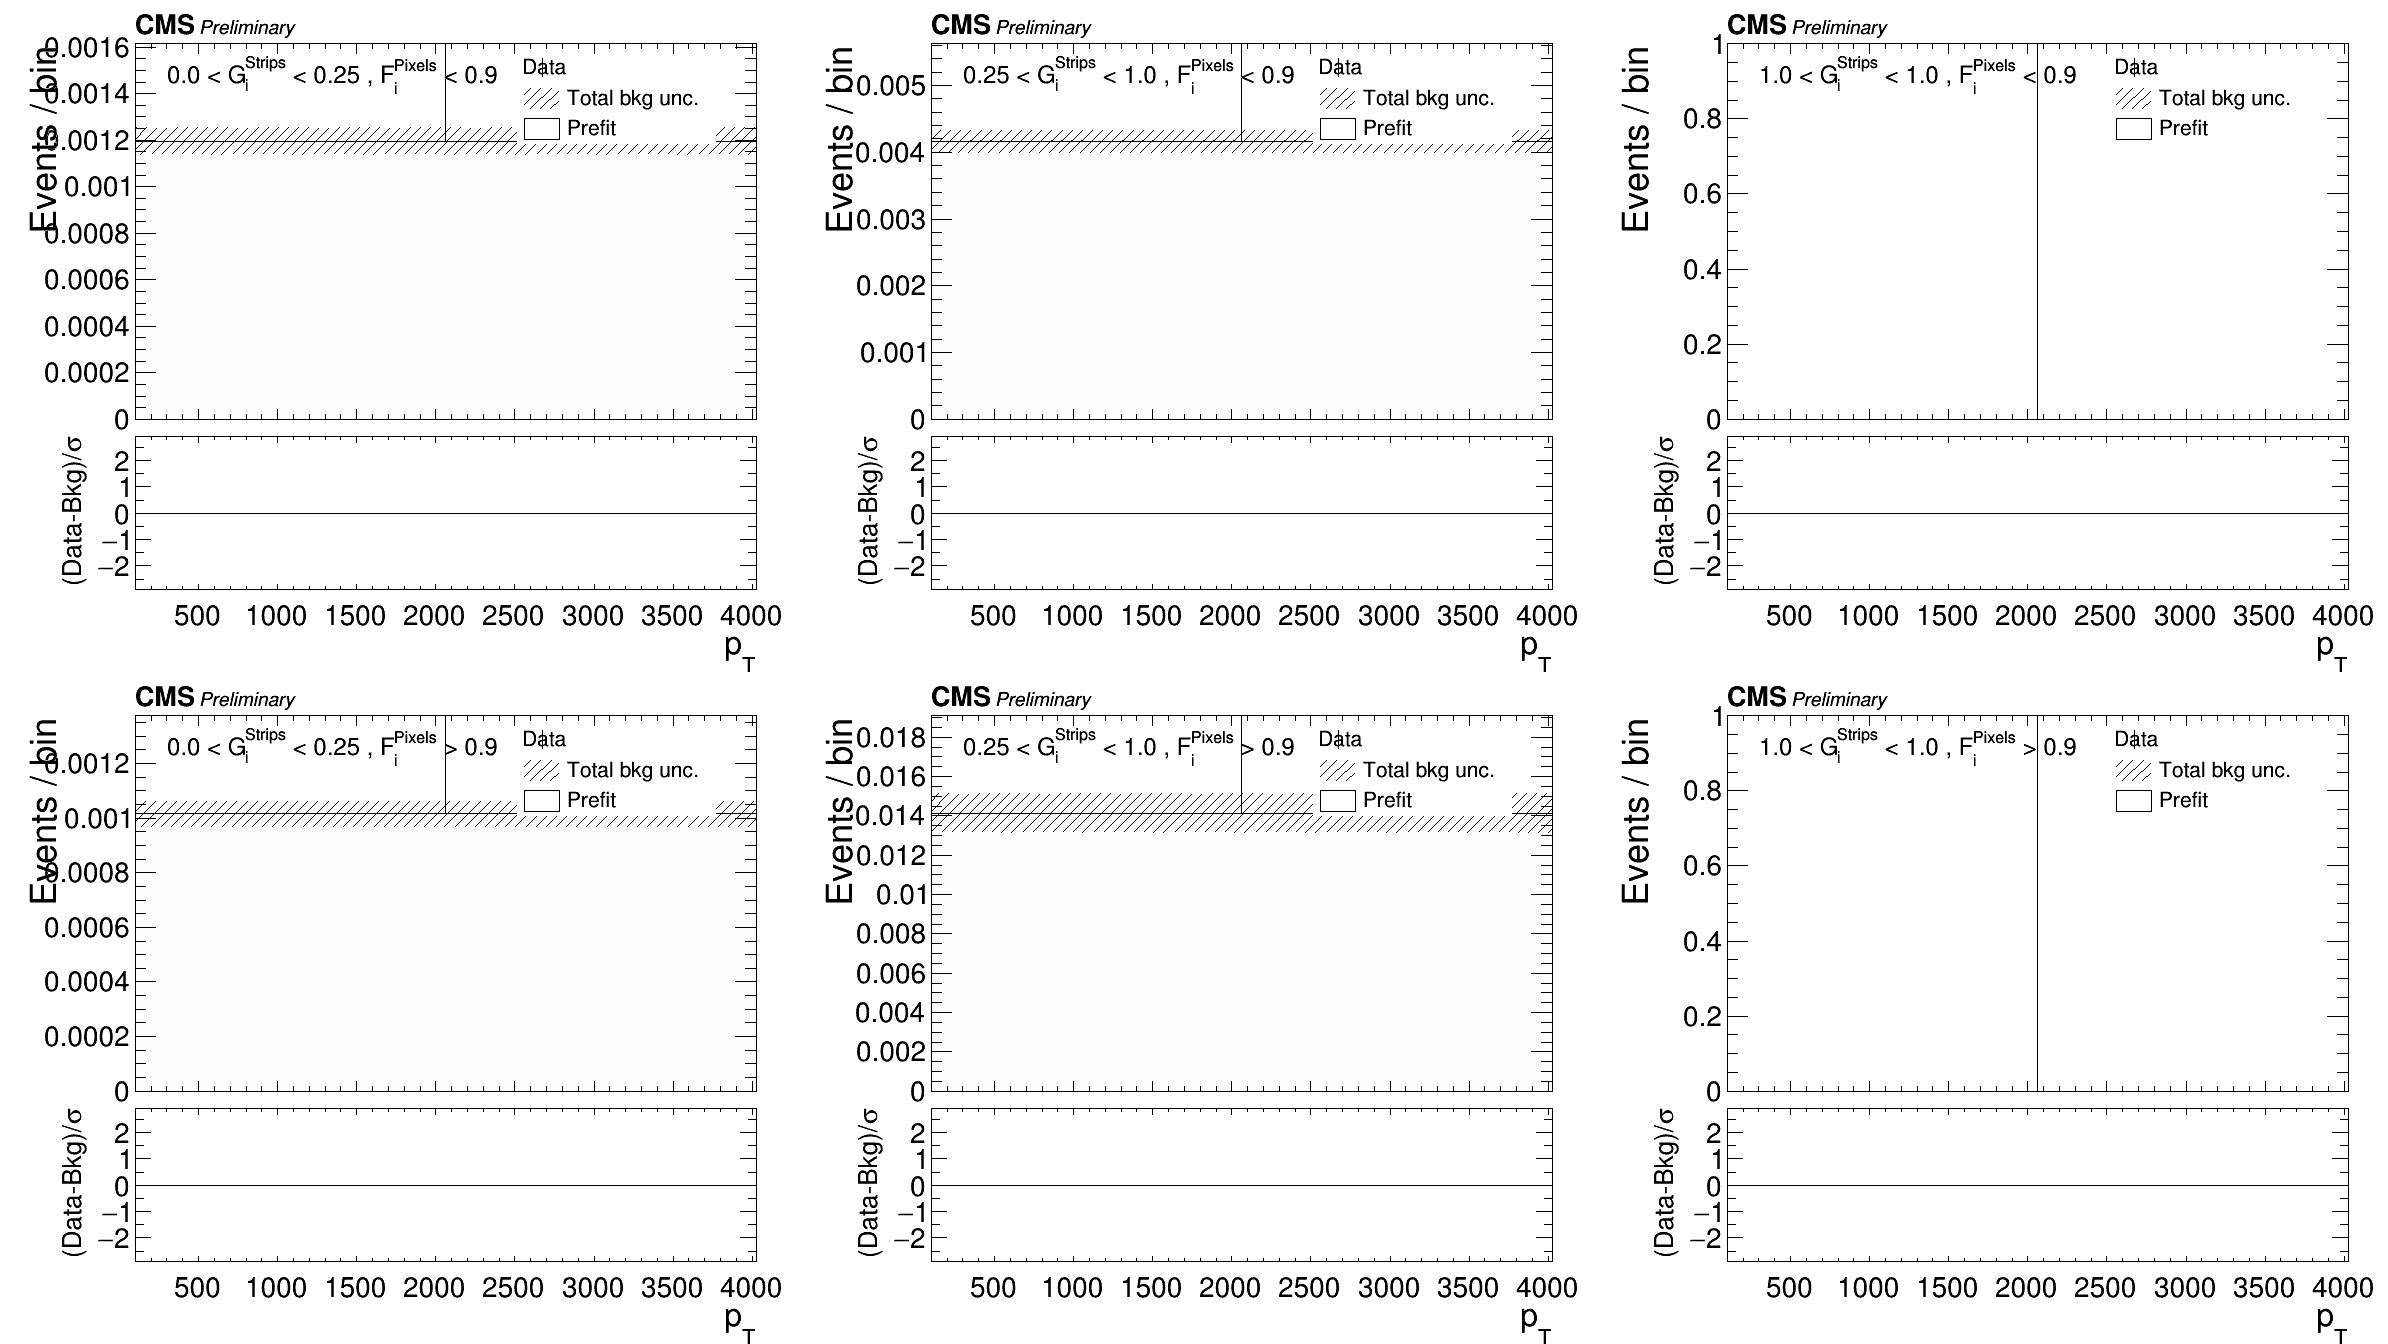 CMS Preliminary
Events / bin
0.0 < G_i^Strips < 0.25 , F_i^Pixels < 0.9
Data
Total bkg unc.
Prefit
0.0016
0.0014
0.0012
0.001
0.0008
0.0006
0.0004
0.0002
0
(Data-Bkg)/σ
2
1
0
−1
−2
500 1000 1500 2000 2500 3000 3500 4000
p_T
CMS Preliminary
Events / bin
0.25 < G_i^Strips < 1.0 , F_i^Pixels < 0.9
Data
Total bkg unc.
Prefit
0.005
0.004
0.003
0.002
0.001
0
(Data-Bkg)/σ
2
1
0
−1
−2
500 1000 1500 2000 2500 3000 3500 4000
p_T
CMS Preliminary
Events / bin
1.0 < G_i^Strips < 1.0 , F_i^Pixels < 0.9
Data
Total bkg unc.
Prefit
1
0.8
0.6
0.4
0.2
0
(Data-Bkg)/σ
2
1
0
−1
−2
500 1000 1500 2000 2500 3000 3500 4000
p_T
CMS Preliminary
Events / bin
0.0 < G_i^Strips < 0.25 , F_i^Pixels > 0.9
Data
Total bkg unc.
Prefit
0.0012
0.001
0.0008
0.0006
0.0004
0.0002
0
(Data-Bkg)/σ
2
1
0
−1
−2
500 1000 1500 2000 2500 3000 3500 4000
p_T
CMS Preliminary
Events / bin
0.25 < G_i^Strips < 1.0 , F_i^Pixels > 0.9
Data
Total bkg unc.
Prefit
0.018
0.016
0.014
0.012
0.01
0.008
0.006
0.004
0.002
0
(Data-Bkg)/σ
2
1
0
−1
−2
500 1000 1500 2000 2500 3000 3500 4000
p_T
CMS Preliminary
Events / bin
1.0 < G_i^Strips < 1.0 , F_i^Pixels > 0.9
Data
Total bkg unc.
Prefit
1
0.8
0.6
0.4
0.2
0
(Data-Bkg)/σ
2
1
0
−1
−2
500 1000 1500 2000 2500 3000 3500 4000
p_T